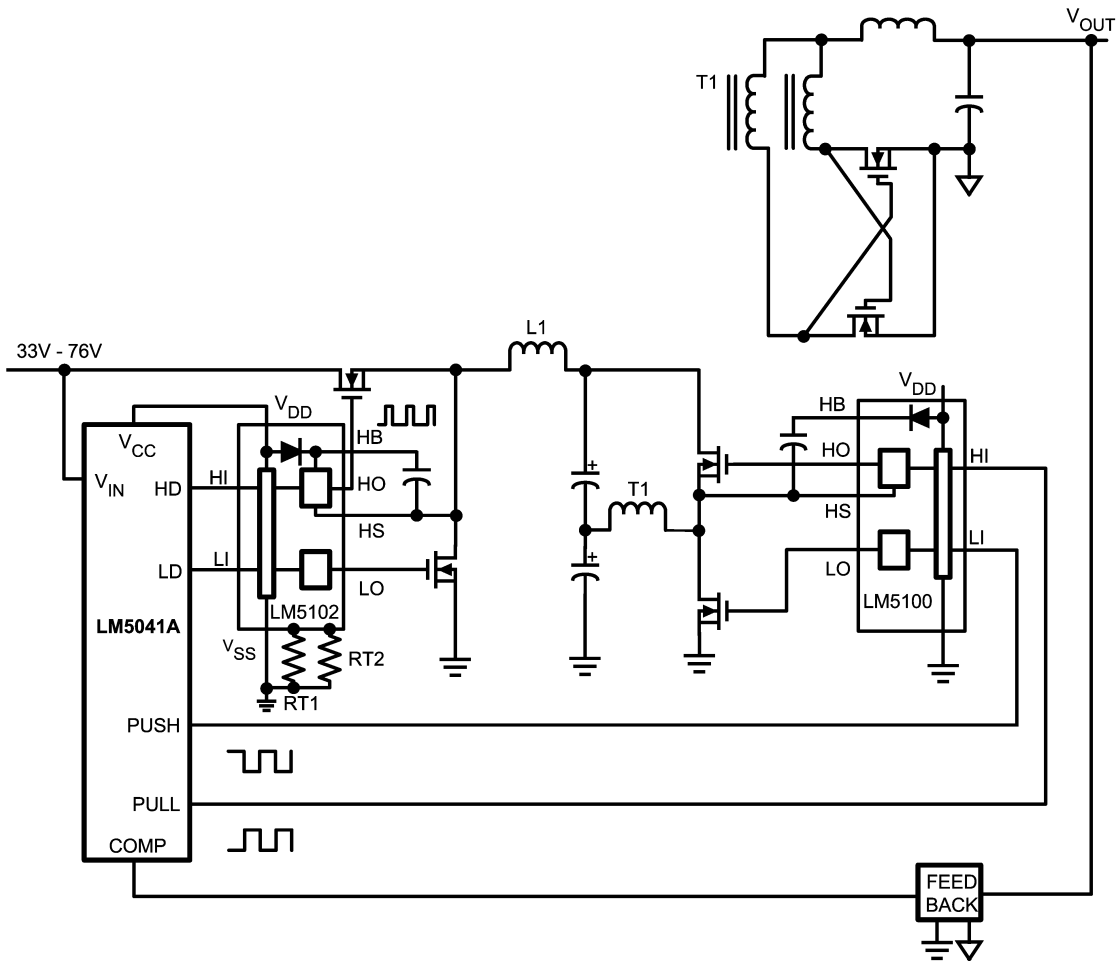 VOUT
T1
L1
33V - 76V
VDD
VDD
HB
HB
VCC
HO
HI
VIN
HD
HI
HO
T1
HS
HS
LI
LD
LI
LO
LO
LM5102
LM5100
LM5041A
VSS
RT2
RT1
PUSH
PULL
COMP
FEED
BACK